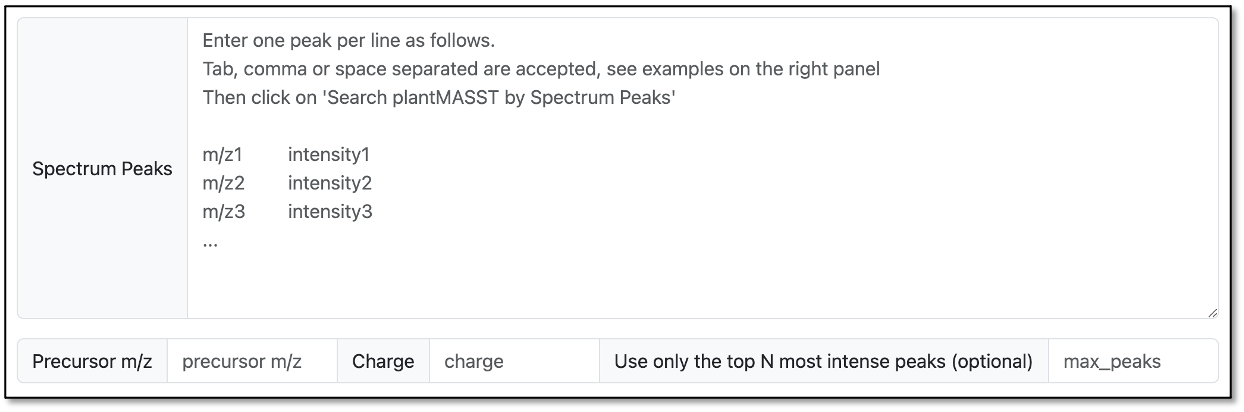 Enter one peak per line as follows.
Tab, comma or space separated are accepted, see examples on the right panel
Then click on 'Search plantMASST by Spectrum Peaks'
Spectrum Peaks
m/z1 intensity1
m/z2 intensity2
m/z3 intensity3
...
Precursor m/z precursor m/z Charge charge Use only the top N most intense peaks (optional) max_peaks